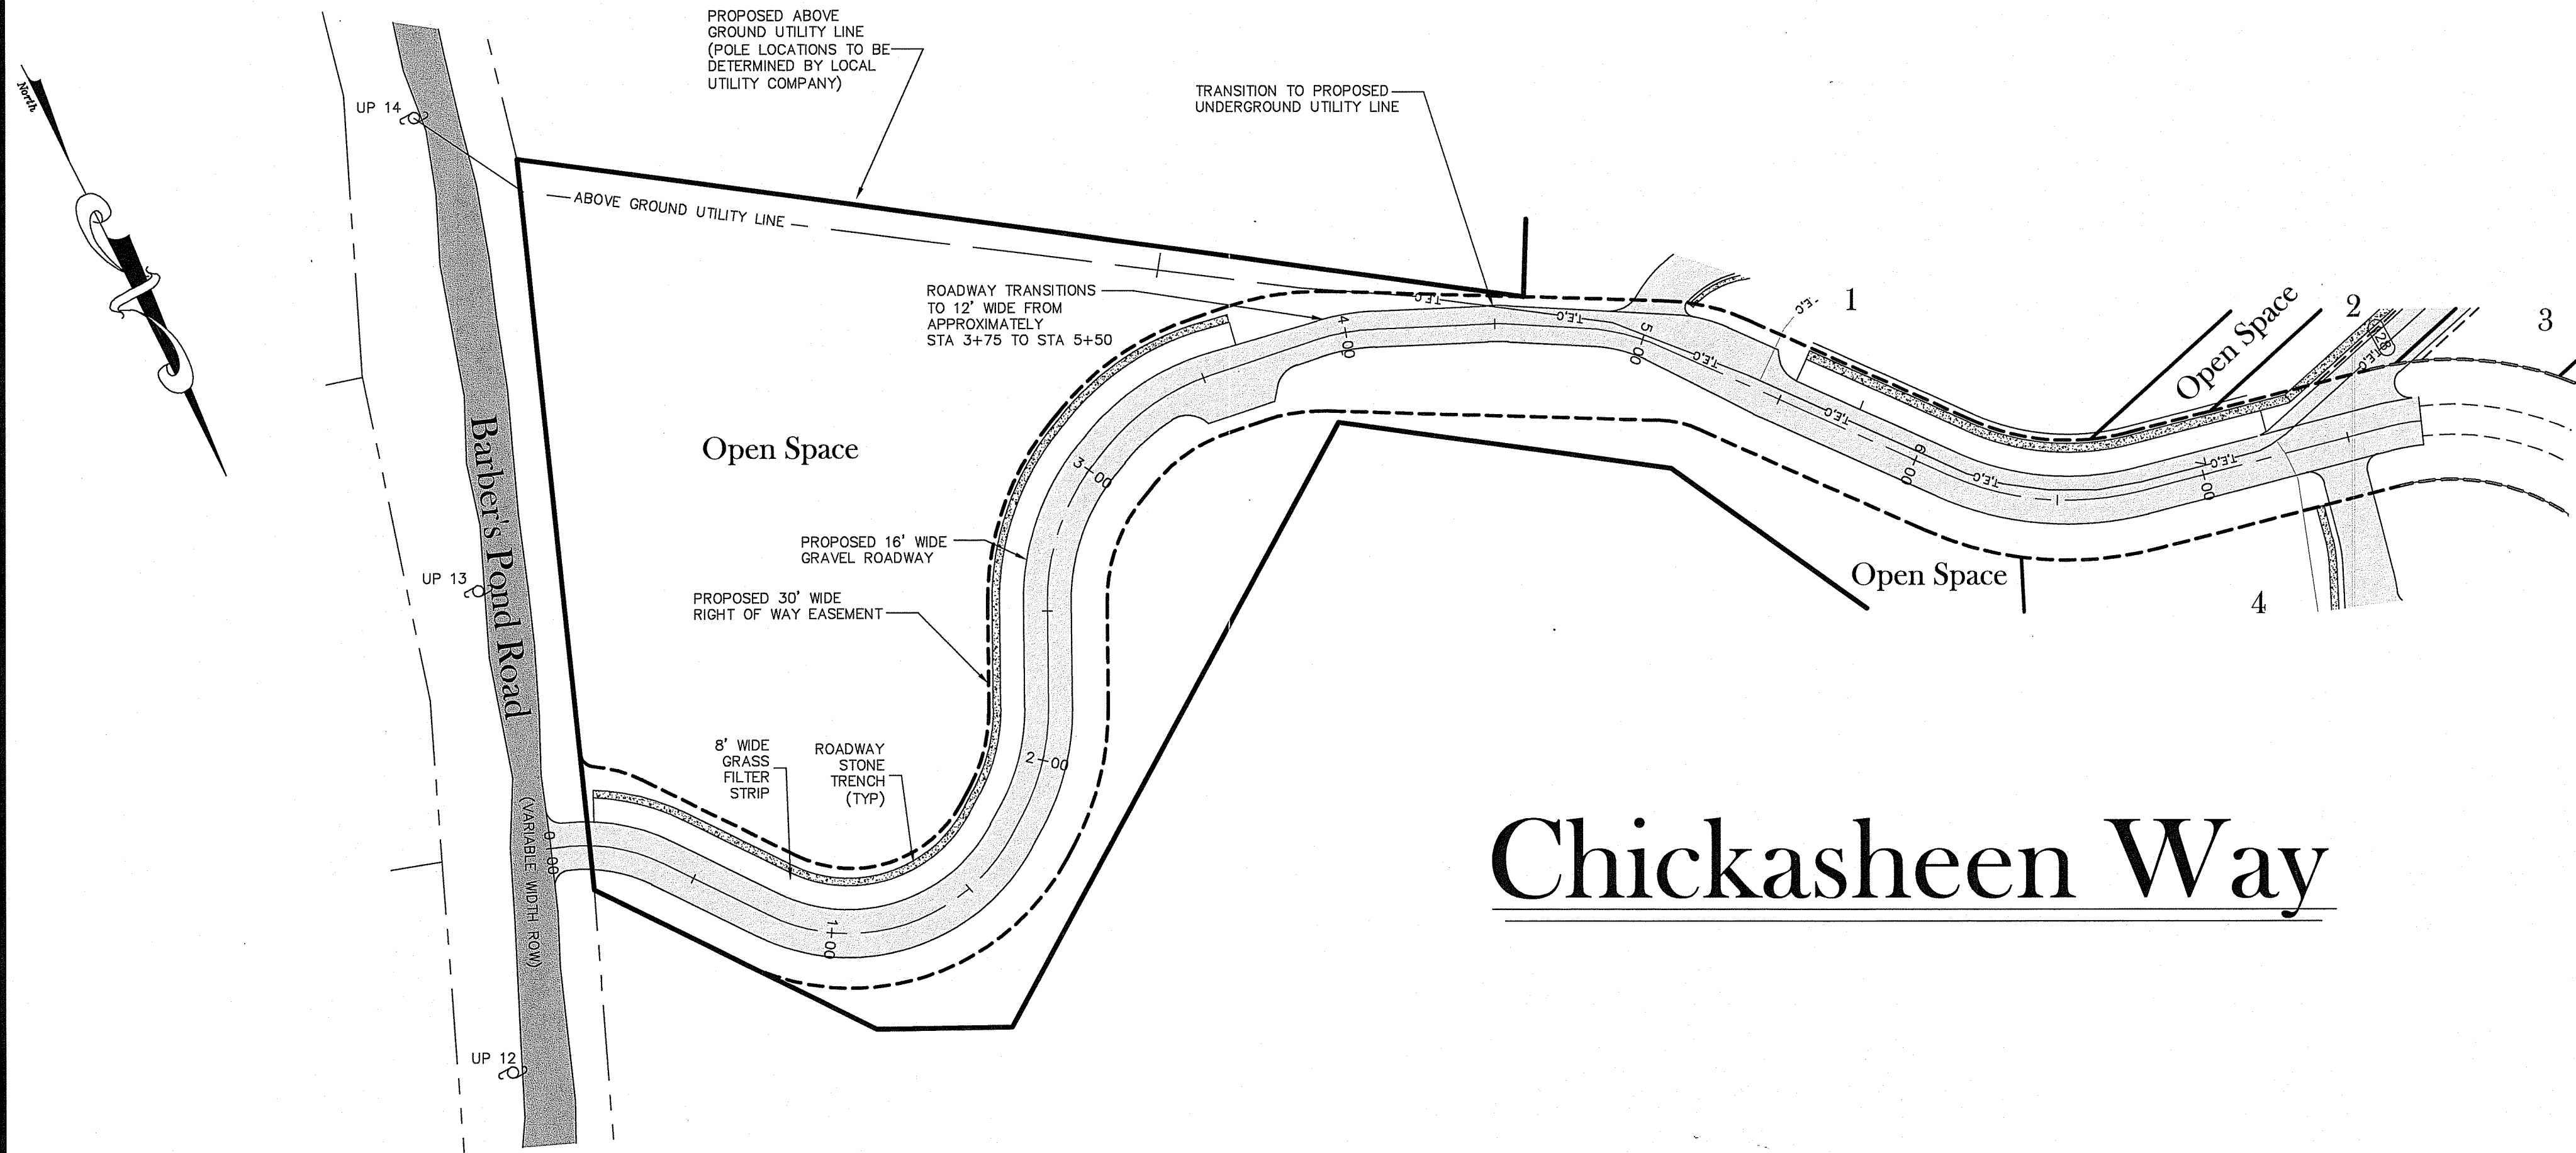 PROPOSED ABOVE
GROUND UTILITY LINE
(POLE LOCATIONS TO BE
DETERMINED BY LOCAL
UTILITY COMPANY)
TRANSITION TO PROPOSED
UNDERGROUND UTILITY LINE
North
UP 14
ABOVE GROUND UTILITY LINE
ROADWAY TRANSITIONS
TO 12' WIDE FROM
APPROXIMATELY
STA 3+75 TO STA 5+50
T,E,C
T,E,C
T,E,C
T,E,C
T,E,C
T,E,C
T,E,C
T,E,C
1
Open Space
2
28
3
4+00
5+00
Open Space
3+00
6+00
7+00
Barber's Pond Road
PROPOSED 16' WIDE
GRAVEL ROADWAY
UP 13
PROPOSED 30' WIDE
RIGHT OF WAY EASEMENT
Open Space
4
8' WIDE
GRASS
FILTER
STRIP
ROADWAY
STONE
TRENCH
(TYP)
2+00
(VARIABLE WIDTH ROW)
0+00
1+00
Chickasheen Way
UP 12